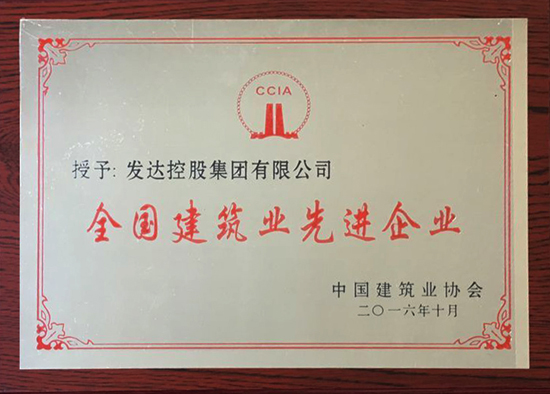 CCIA
授予: 发达控股集团有限公司
全国建筑业先进企业
中国建筑业协会
二〇一六年十月